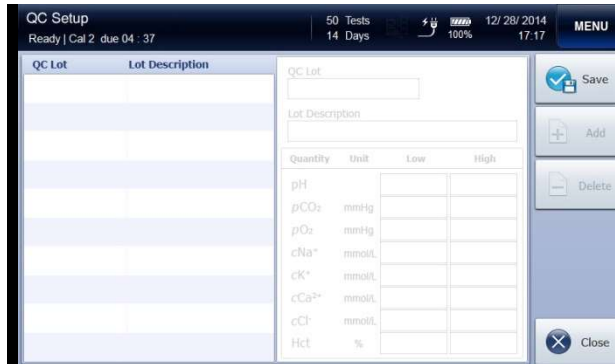 QC Setup
Ready | Cal 2 due 04 : 37
50 Tests
14 Days
100%
12/ 28/ 2014
17:17
MENU
QC Lot Lot Description
QC Lot
Lot Description
Quantity Unit Low High
pH
pCO₂ mmHg
pO₂ mmHg
cNa⁺ mmol/L
cK⁺ mmol/L
cCa²⁺ mmol/L
cCl⁻ mmol/L
Hct %
Save
Add
Delete
Close